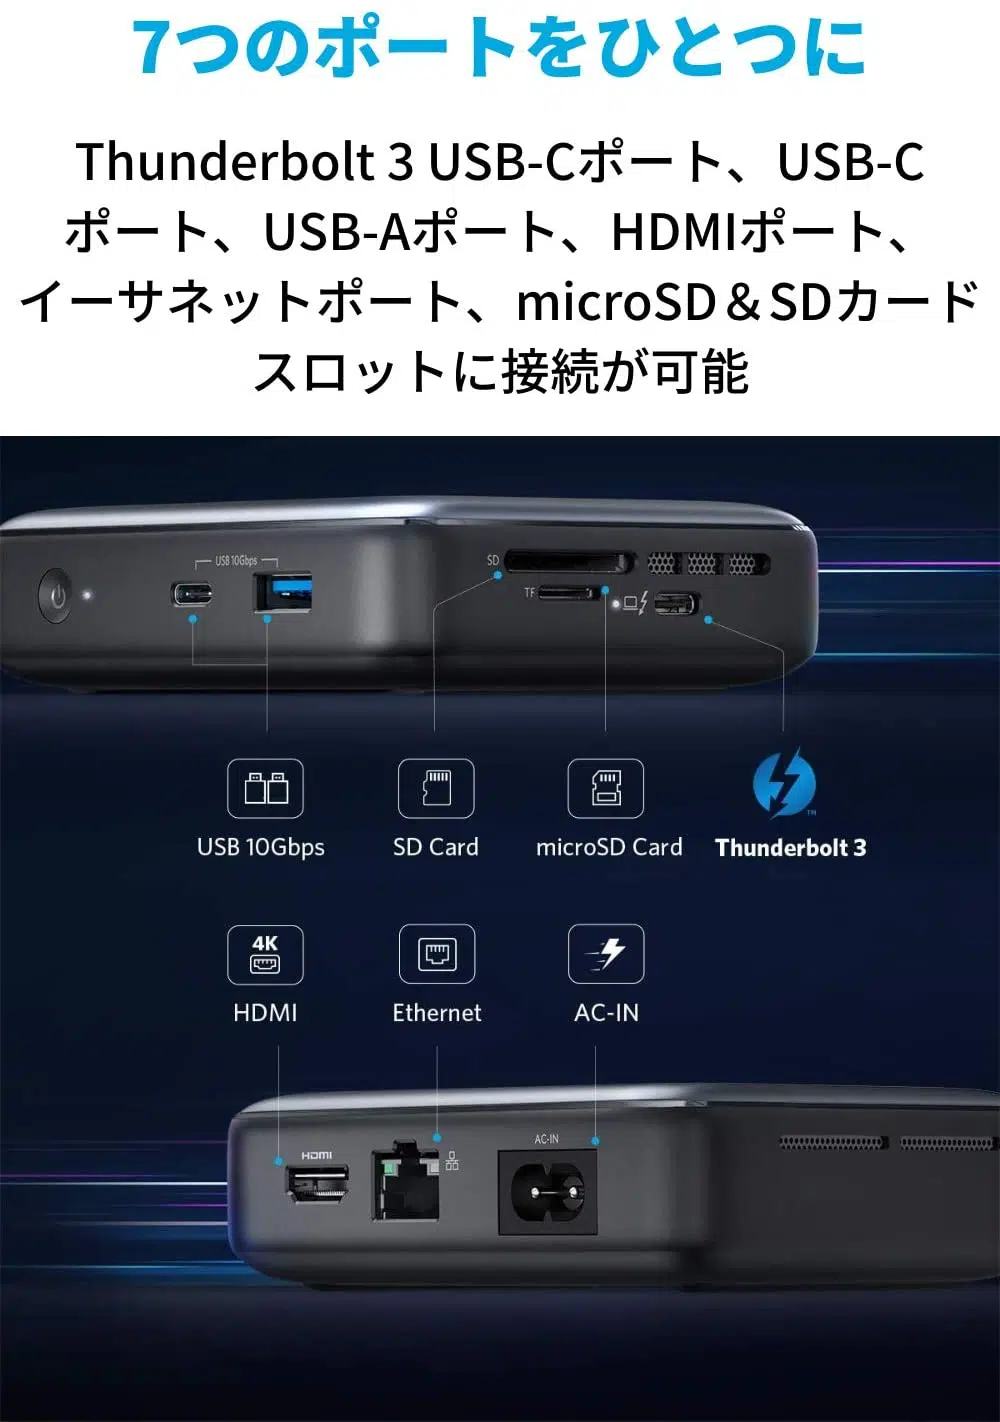 7つのポートをひとつに
Thunderbolt 3 USB-Cポート、USB-C
ポート、USB-Aポート、HDMIポート、
イーサネットポート、microSD＆SDカード
スロットに接続が可能
USB 10Gbps
SD
TF
USB 10Gbps
SD Card
microSD Card
Thunderbolt 3
TM
4K
HDMI
Ethernet
AC-IN
HDMI
AC-IN